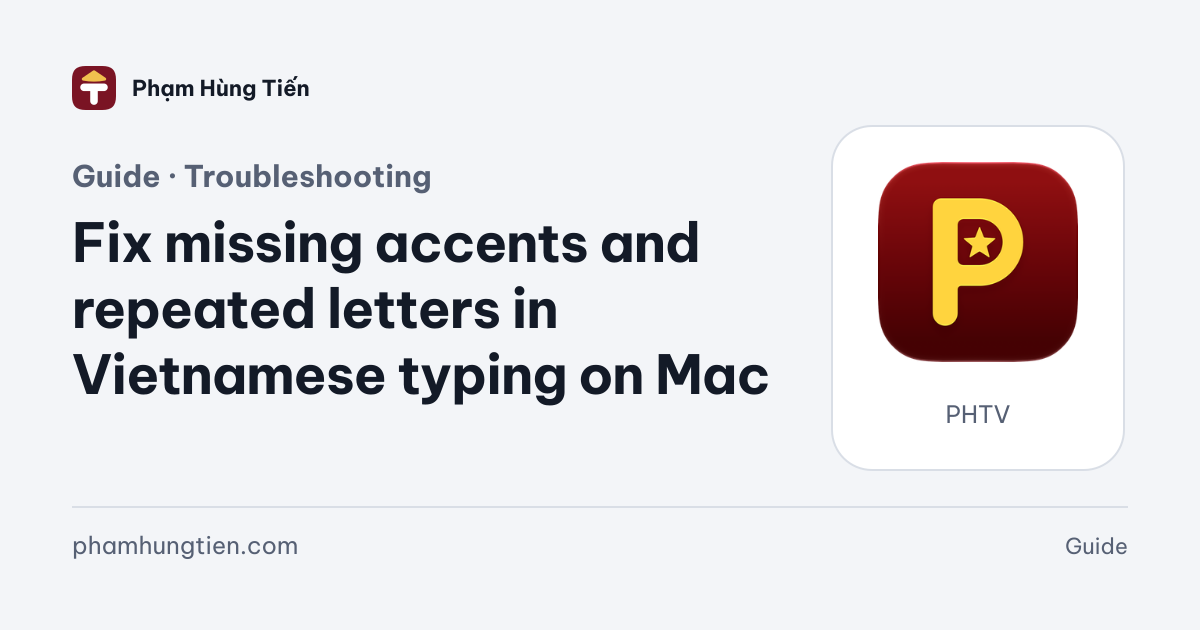 Phạm Hùng Tiến
Guide · Troubleshooting
Fix missing accents and
repeated letters in
Vietnamese typing on Mac
P
PHTV
phamhungtien.com
Guide